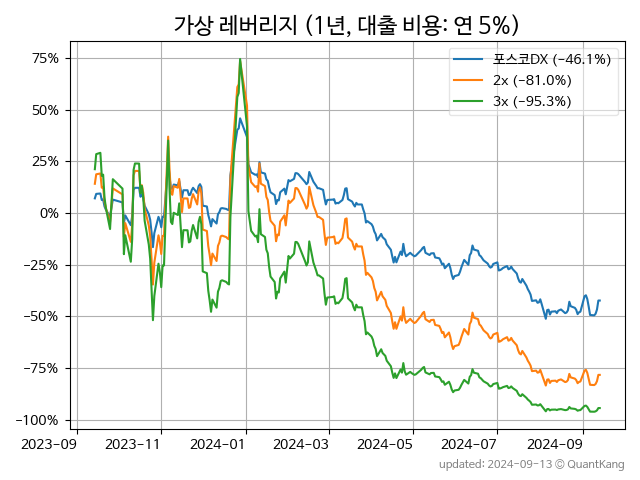 가상 레버리지 (1년, 대출 비용: 연 5%)
포스코DX (−46.1%)
2x (−81.0%)
3x (−95.3%)
75%
50%
25%
0%
−25%
−50%
−75%
−100%
2023-09 2023-11 2024-01 2024-03 2024-05 2024-07 2024-09
updated: 2024-09-13 ⓒ QuantKang